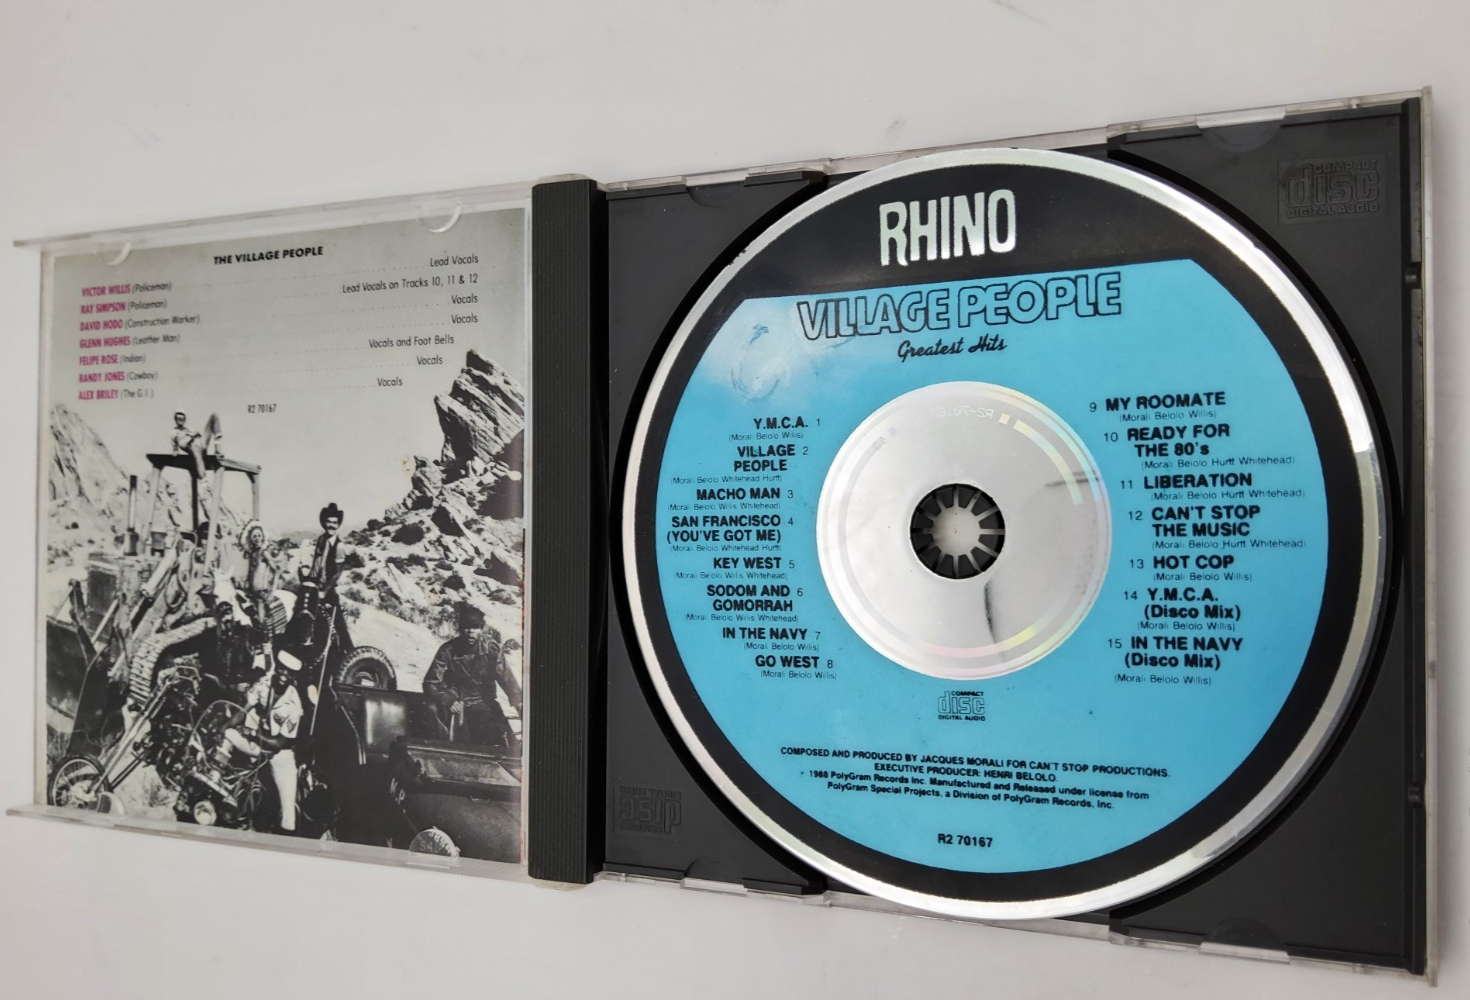 THE VILLAGE PEOPLE
VICTOR WILLIS (Policeman) Lead Vocals
RAY SIMPSON (Policeman) Lead Vocals on Tracks 10, 11 & 12
DAVID HODO (Construction Worker) Vocals
GLENN HUGHES (Leather Man) Vocals
FELIPE ROSE (Indian) Vocals and Foot Bells
RANDY JONES (Cowboy) Vocals
ALEX BRILEY (The G.I.) Vocals
R2 70167
RHINO
VILLAGE PEOPLE
Greatest Hits
Y.M.C.A. 1
(Morali Belolo Willis)
VILLAGE 2
PEOPLE
(Morali Belolo Whitehead Hurtt)
MACHO MAN 3
(Morali Belolo Willis Whitehead)
SAN FRANCISCO 4
(YOU'VE GOT ME)
(Morali Belolo Whitehead Hurtt)
KEY WEST 5
(Morali Belolo Willis Whitehead)
SODOM AND 6
GOMORRAH
(Morali Belolo Willis Whitehead)
IN THE NAVY 7
(Morali Belolo Willis)
GO WEST 8
(Morali Belolo Willis)
9 MY ROOMATE
(Morali Belolo Willis)
10 READY FOR
THE 80's
(Morali Belolo Hurtt Whitehead)
11 LIBERATION
(Morali Belolo Hurtt Whitehead)
12 CAN'T STOP
THE MUSIC
(Morali Belolo Hurtt Whitehead)
13 HOT COP
(Morali Belolo Willis)
14 Y.M.C.A.
(Disco Mix)
(Morali Belolo Willis)
15 IN THE NAVY
(Disco Mix)
(Morali Belolo Willis)
COMPACT
disc
DIGITAL AUDIO
COMPOSED AND PRODUCED BY JACQUES MORALI FOR CAN'T STOP PRODUCTIONS.
EXECUTIVE PRODUCER: HENRI BELOLO.
1988 PolyGram Records Inc. Manufactured and Released under license from
PolyGram Special Projects, a Division of PolyGram Records, Inc.
R2 70167
COMPACT
disc
DIGITAL AUDIO